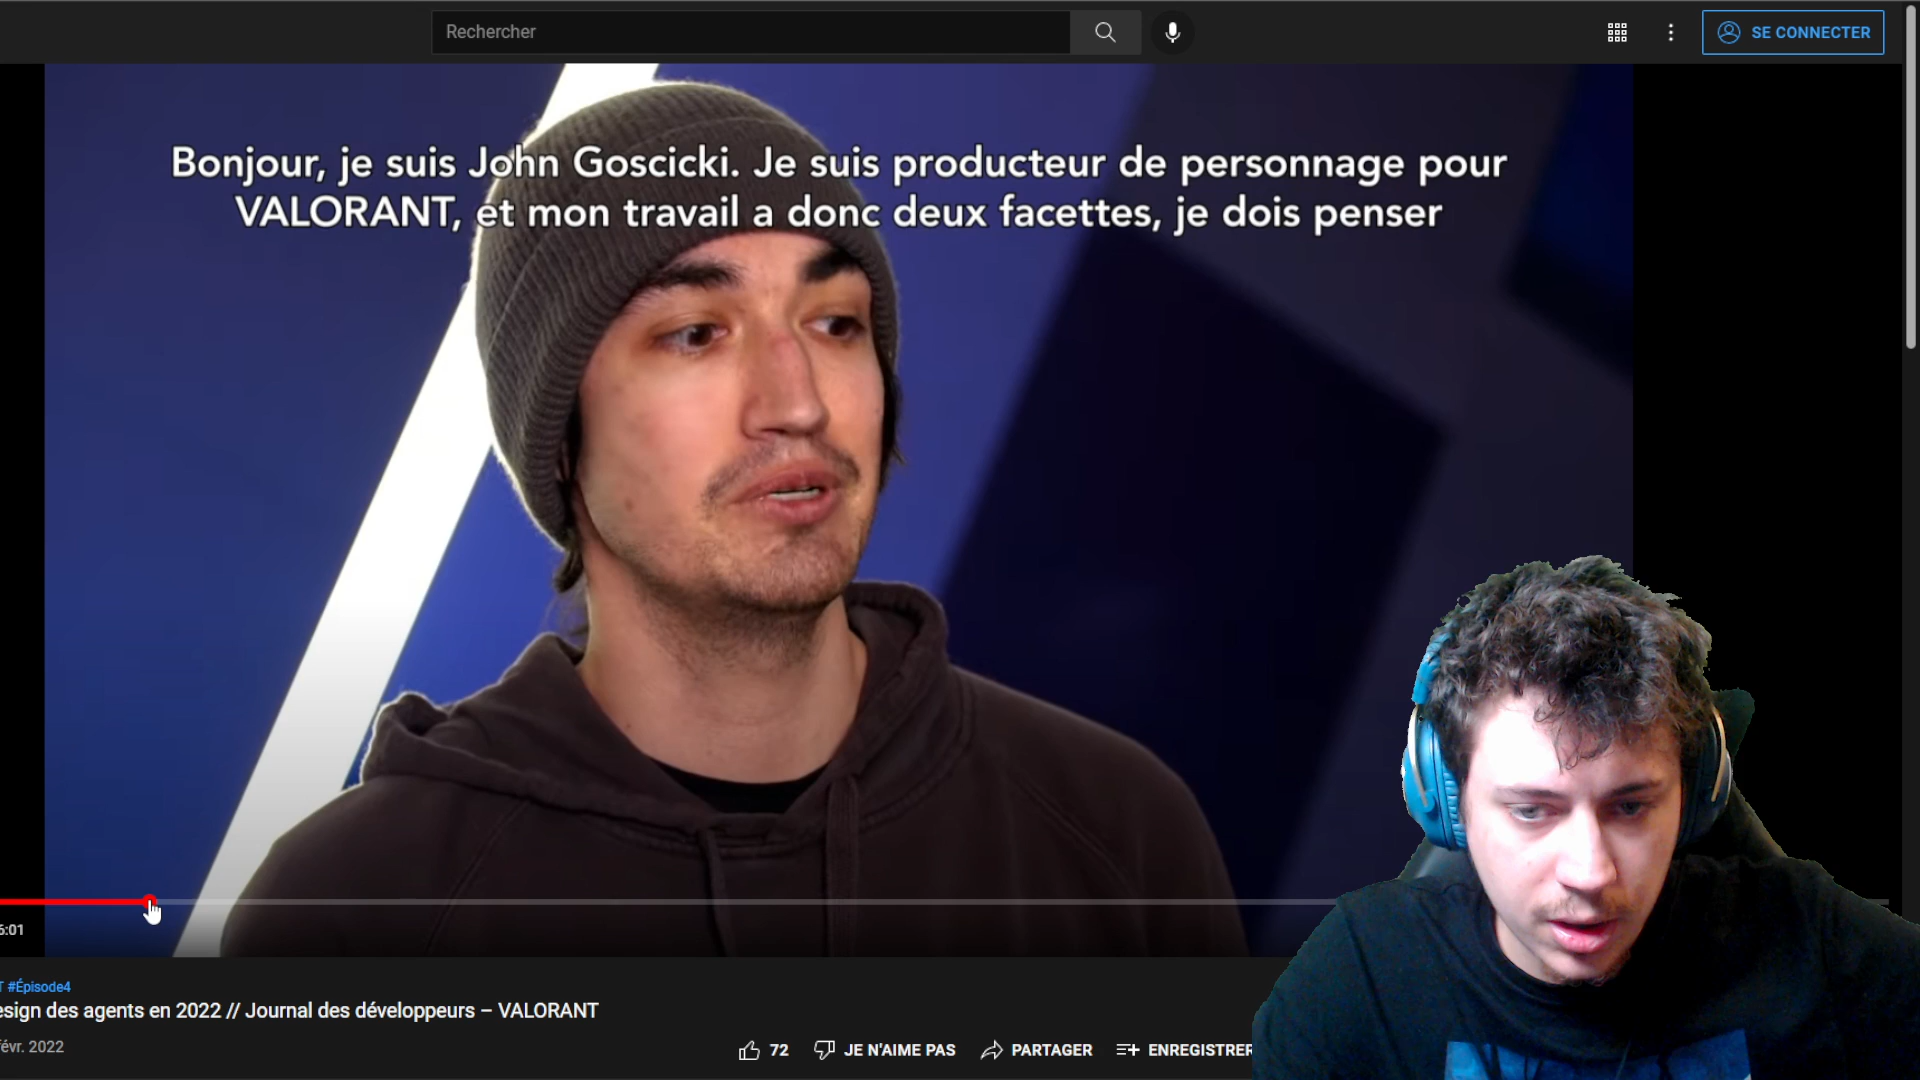 Rechercher
SE CONNECTER
Bonjour, je suis John Goscicki. Je suis producteur de personnage pour
VALORANT, et mon travail a donc deux facettes, je dois penser
6:01
T #Épisode4
esign des agents en 2022 // Journal des développeurs – VALORANT
févr. 2022
72
JE N'AIME PAS
PARTAGER
ENREGISTRER